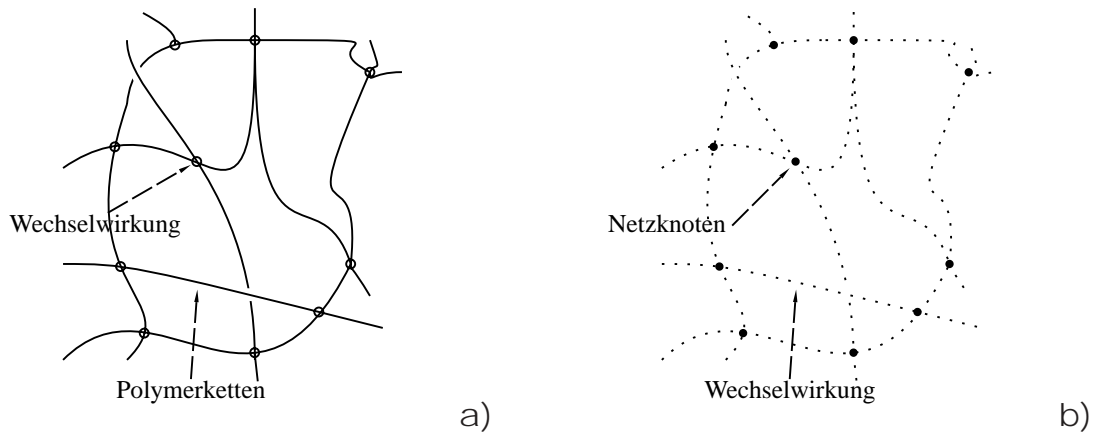 Wechselwirkung
Polymerketten
a)
Netzknoten
Wechselwirkung
b)